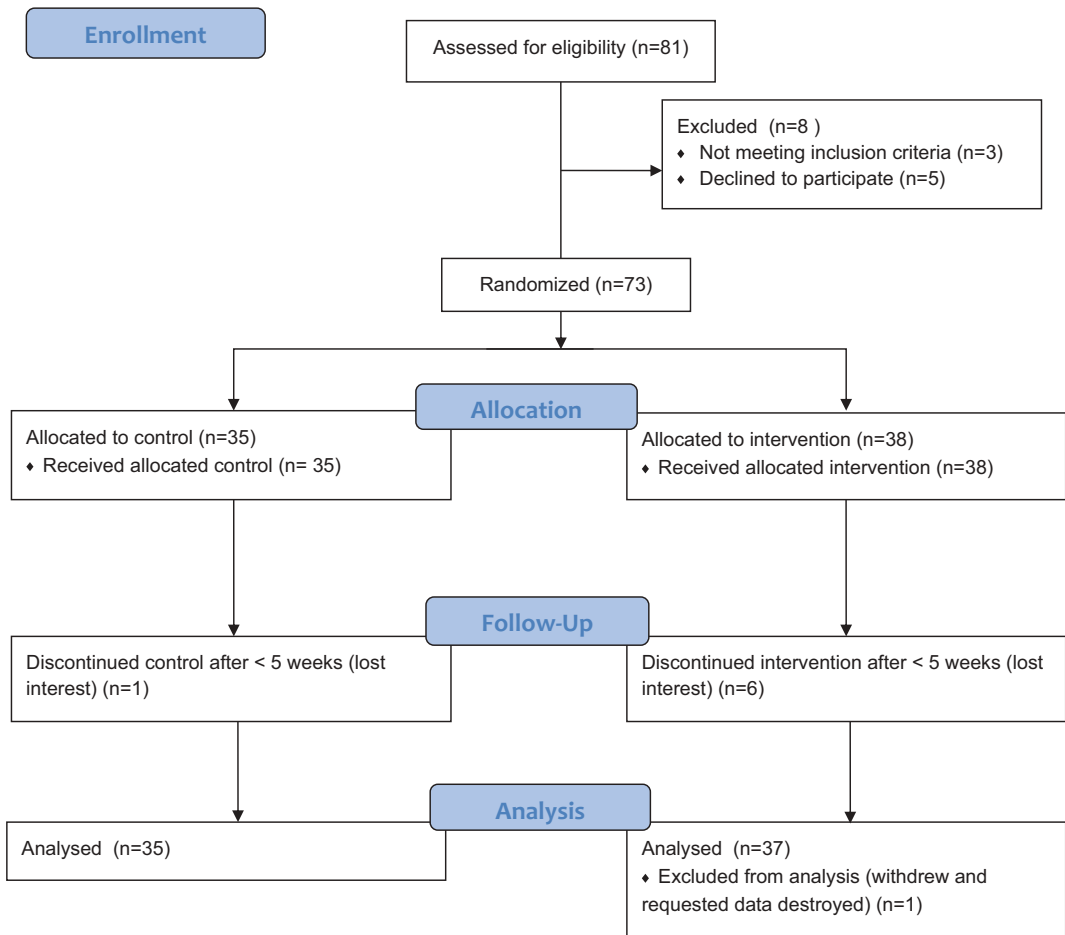 Enrollment
Assessed for eligibility (n=81)
Excluded (n=8 )
♦ Not meeting inclusion criteria (n=3)
♦ Declined to participate (n=5)
Randomized (n=73)
Allocation
Allocated to control (n=35)
♦ Received allocated control (n= 35)
Allocated to intervention (n=38)
♦ Received allocated intervention (n=38)
Follow-Up
Discontinued control after < 5 weeks (lost
interest) (n=1)
Discontinued intervention after < 5 weeks (lost
interest) (n=6)
Analysis
Analysed (n=35)
Analysed (n=37)
♦ Excluded from analysis (withdrew and
requested data destroyed) (n=1)